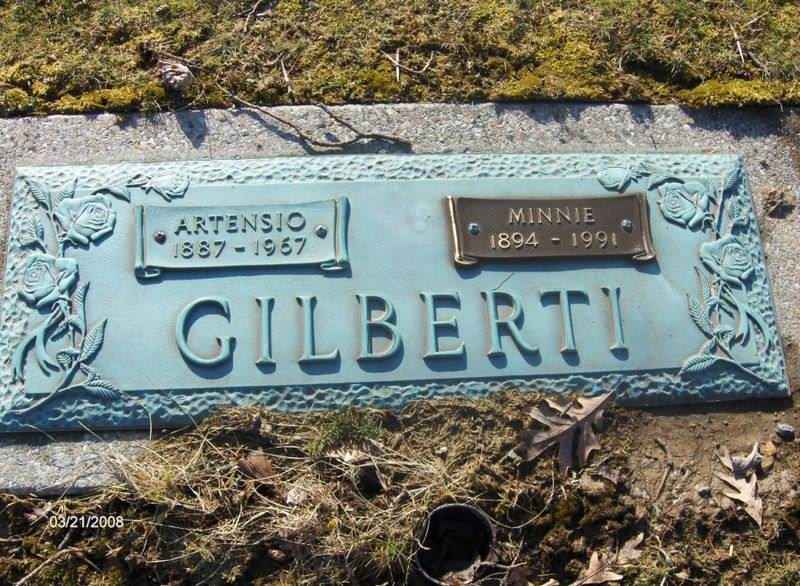 ARTENSIO
1887 - 1967
MINNIE
1894 - 1991
GILBERTI
03/21/2008